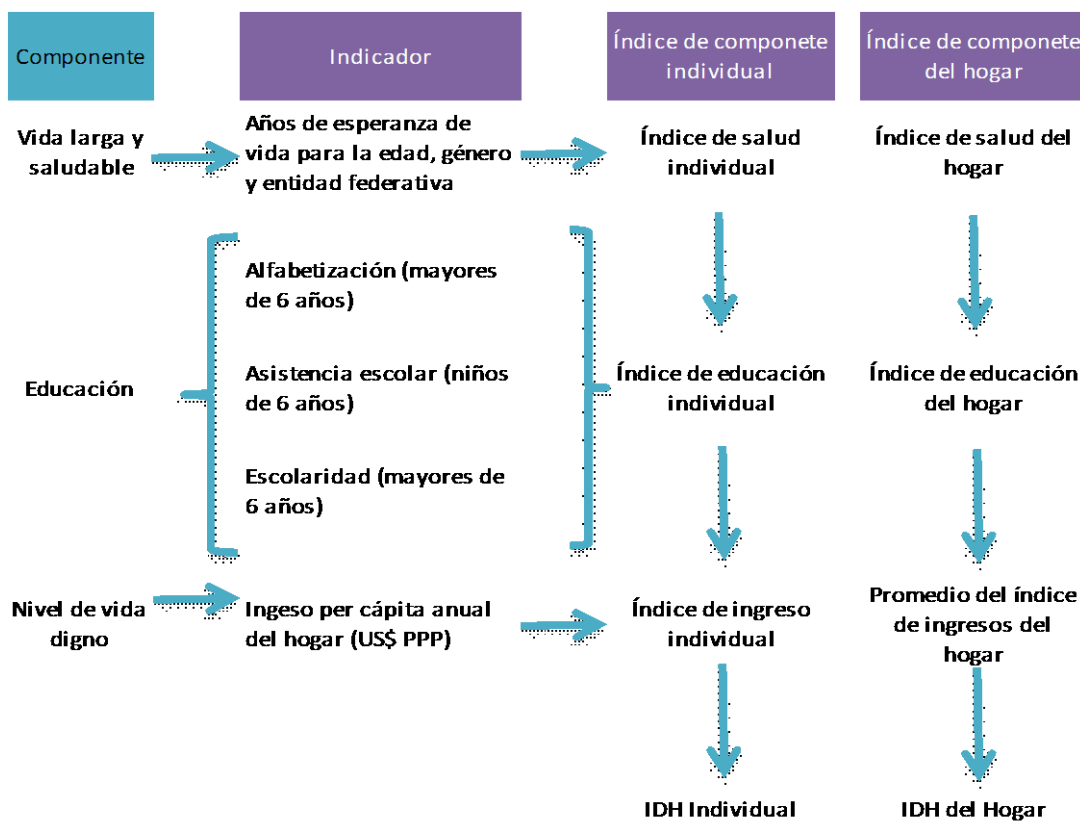 Componente
Indicador
Índice de componete
individual
Índice de componete
del hogar
Vida larga y
saludable
Años de esperanza de
vida para la edad, género
y entidad federativa
Índice de salud
individual
Índice de salud del
hogar
Educación
Alfabetización (mayores
de 6 años)
Asistencia escolar (niños
de 6 años)
Escolaridad (mayores de
6 años)
Índice de educación
individual
Índice de educación
del hogar
Nivel de vida
digno
Ingeso per cápita anual
del hogar (US$ PPP)
Índice de ingreso
individual
Promedio del índice
de ingresos del
hogar
IDH Individual
IDH del Hogar